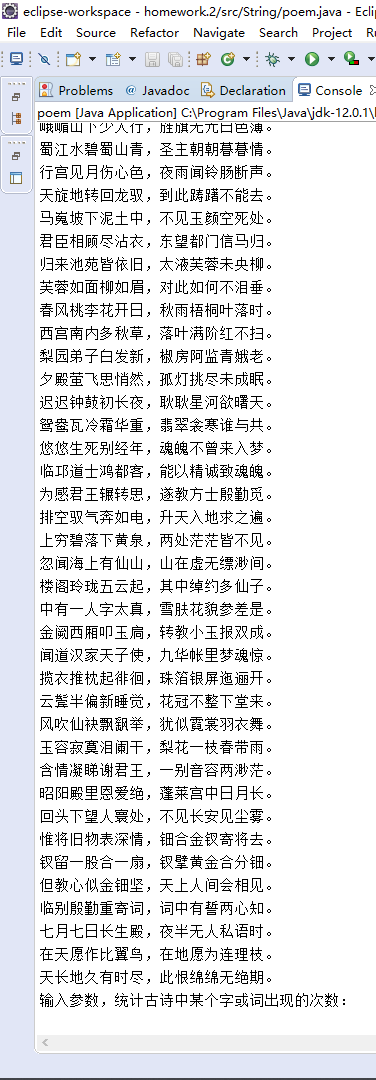 eclipse-workspace - homework.2/src/String/poem.java - Ecli
File Edit Source Refactor Navigate Search Project Ru
Problems @ Javadoc Declaration Console
poem [Java Application] C:\Program Files\Java\jdk-12.0.1\
峨嵋山下少人行，旌旗无光日色薄。
蜀江水碧蜀山青，圣主朝朝暮暮情。
行宫见月伤心色，夜雨闻铃肠断声。
天旋地转回龙驭，到此踌躇不能去。
马嵬坡下泥土中，不见玉颜空死处。
君臣相顾尽沾衣，东望都门信马归。
归来池苑皆依旧，太液芙蓉未央柳。
芙蓉如面柳如眉，对此如何不泪垂。
春风桃李花开日，秋雨梧桐叶落时。
西宫南内多秋草，落叶满阶红不扫。
梨园弟子白发新，椒房阿监青娥老。
夕殿萤飞思悄然，孤灯挑尽未成眠。
迟迟钟鼓初长夜，耿耿星河欲曙天。
鸳鸯瓦冷霜华重，翡翠衾寒谁与共。
悠悠生死别经年，魂魄不曾来入梦。
临邛道士鸿都客，能以精诚致魂魄。
为感君王辗转思，遂教方士殷勤觅。
排空驭气奔如电，升天入地求之遍。
上穷碧落下黄泉，两处茫茫皆不见。
忽闻海上有仙山，山在虚无缥渺间。
楼阁玲珑五云起，其中绰约多仙子。
中有一人字太真，雪肤花貌参差是。
金阙西厢叩玉扃，转教小玉报双成。
闻道汉家天子使，九华帐里梦魂惊。
揽衣推枕起徘徊，珠箔银屏迤逦开。
云鬓半偏新睡觉，花冠不整下堂来。
风吹仙袂飘飖举，犹似霓裳羽衣舞。
玉容寂寞泪阑干，梨花一枝春带雨。
含情凝睇谢君王，一别音容两渺茫。
昭阳殿里恩爱绝，蓬莱宫中日月长。
回头下望人寰处，不见长安见尘雾。
惟将旧物表深情，钿合金钗寄将去。
钗留一股合一扇，钗擘黄金合分钿。
但教心似金钿坚，天上人间会相见。
临别殷勤重寄词，词中有誓两心知。
七月七日长生殿，夜半无人私语时。
在天愿作比翼鸟，在地愿为连理枝。
天长地久有时尽，此恨绵绵无绝期。
输入参数，统计古诗中某个字或词出现的次数：